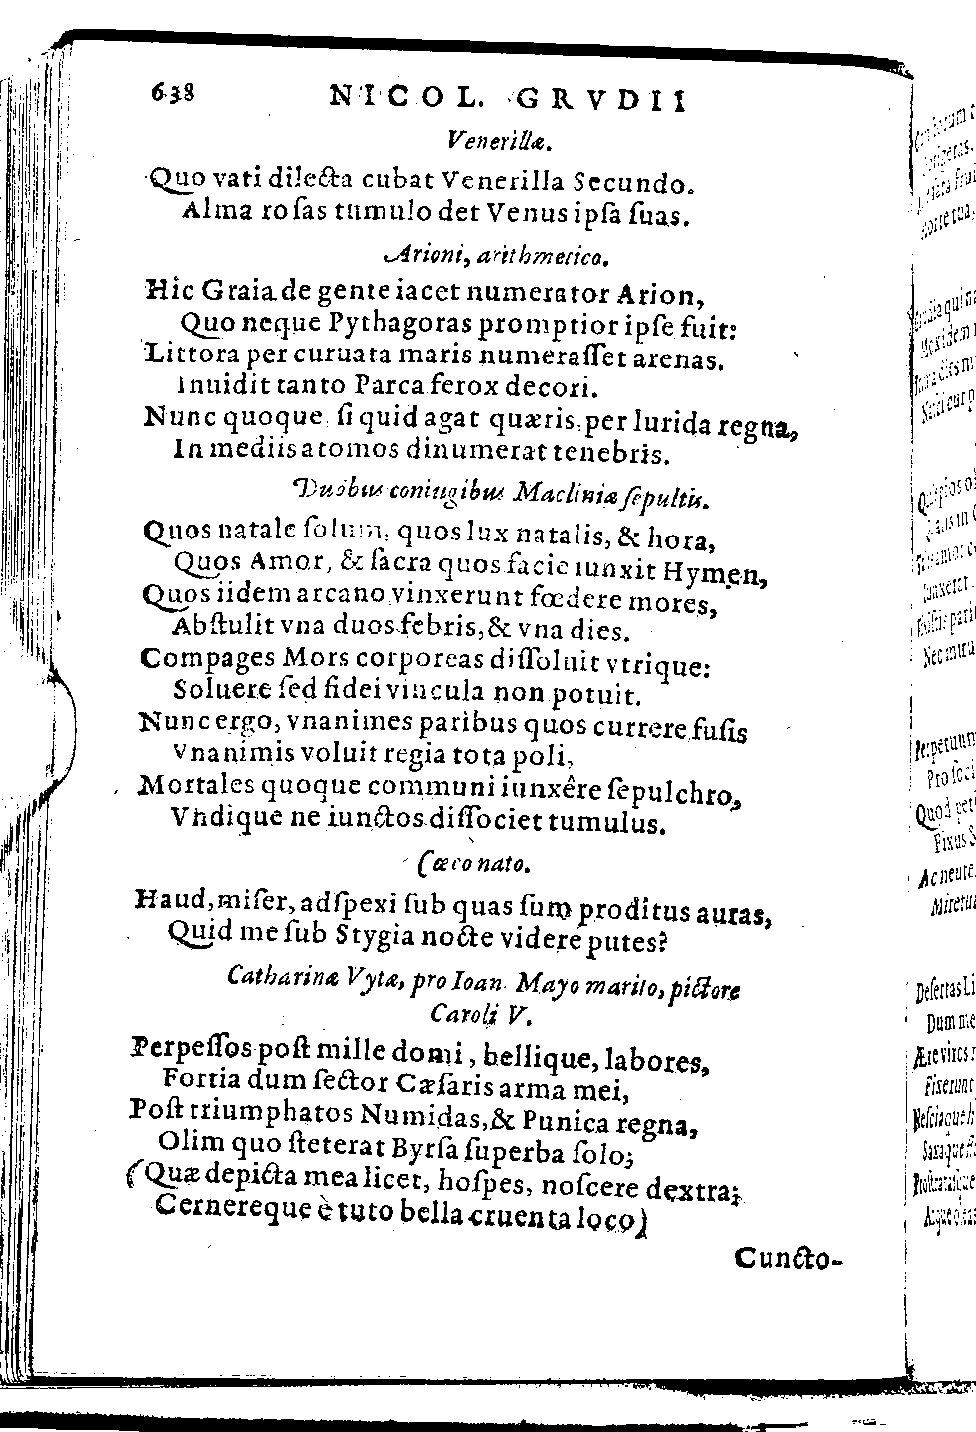 638 NICOL. GRVDII
Venerillæ.
Quo vati dilecta cubat Venerilla Secundo.
Alma roſas tumulo det Venus ipſa ſuas.
Arioni, arithmetico.
Hic Graia de gente iacet numerator Arion,
Quo neque Pythagoras promptior ipſe fuit:
Littora per curuata maris numeraſſet arenas.
Inuidit tanto Parca ferox decori.
Nunc quoque ſi quid agat quæris, per lurida regna,
In mediis atomos dinumerat tenebris.
Duobus coniugibus Macliniæ ſepultis.
Quos natale ſolum, quos lux natalis, & hora,
Quos Amor, & ſacra quos facie iunxit Hymen,
Quos iidem arcano vinxerunt fœdere mores,
Abſtulit vna duos febris, & vna dies.
Compages Mors corporeas diſſoluit vtrique:
Soluere ſed fidei vincula non potuit.
Nunc ergo, vnanimes paribus quos currere fuſis
Vnanimis voluit regia tota poli,
Mortales quoque communi iunxêre ſepulchro,
Vndique ne iunctos diſſociet tumulus.
Cæco nato.
Haud, miſer, adſpexi ſub quas ſum proditus auras,
Quid me ſub Stygia nocte videre putes?
Catharinæ Vytæ, pro Ioan. Mayo marito, pictore
Caroli V.
Perpeſſos poſt mille domi, bellique, labores,
Fortia dum ſector Cæſaris arma mei,
Poſt triumphatos Numidas, & Punica regna,
Olim quo ſteterat Byrſa ſuperba ſolo;
(Quæ depicta mea licet, hoſpes, noſcere dextra;
Cernereque è tuto bella cruenta loco)
Cuncto-